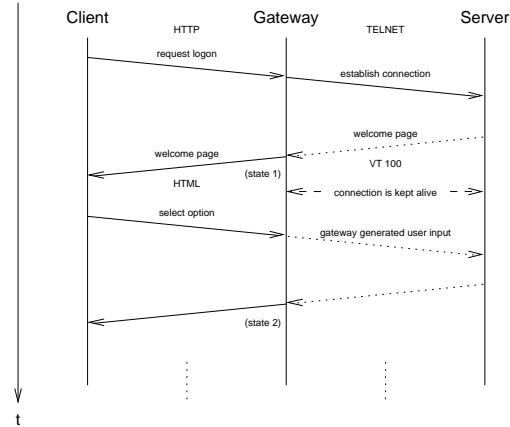 Client Gateway Server
HTTP TELNET
request logon
establish connection
welcome page
welcome page
VT 100
(state 1)
HTML
connection is kept alive
select option
gateway generated user input
(state 2)
t